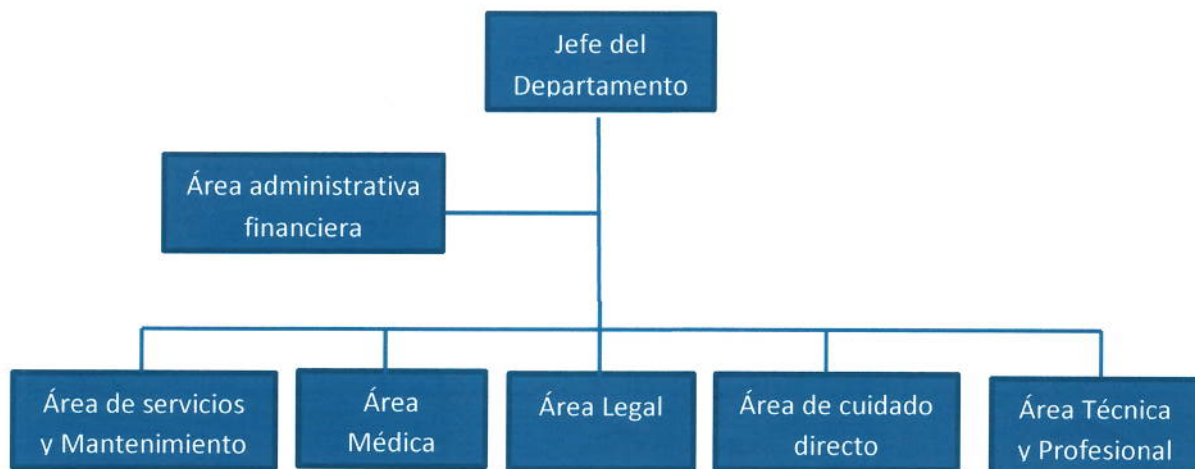 Jefe del
Departamento
Área administrativa
financiera
Área de servicios
y Mantenimiento
Área
Médica
Área Legal
Área de cuidado
directo
Área Técnica
y Profesional